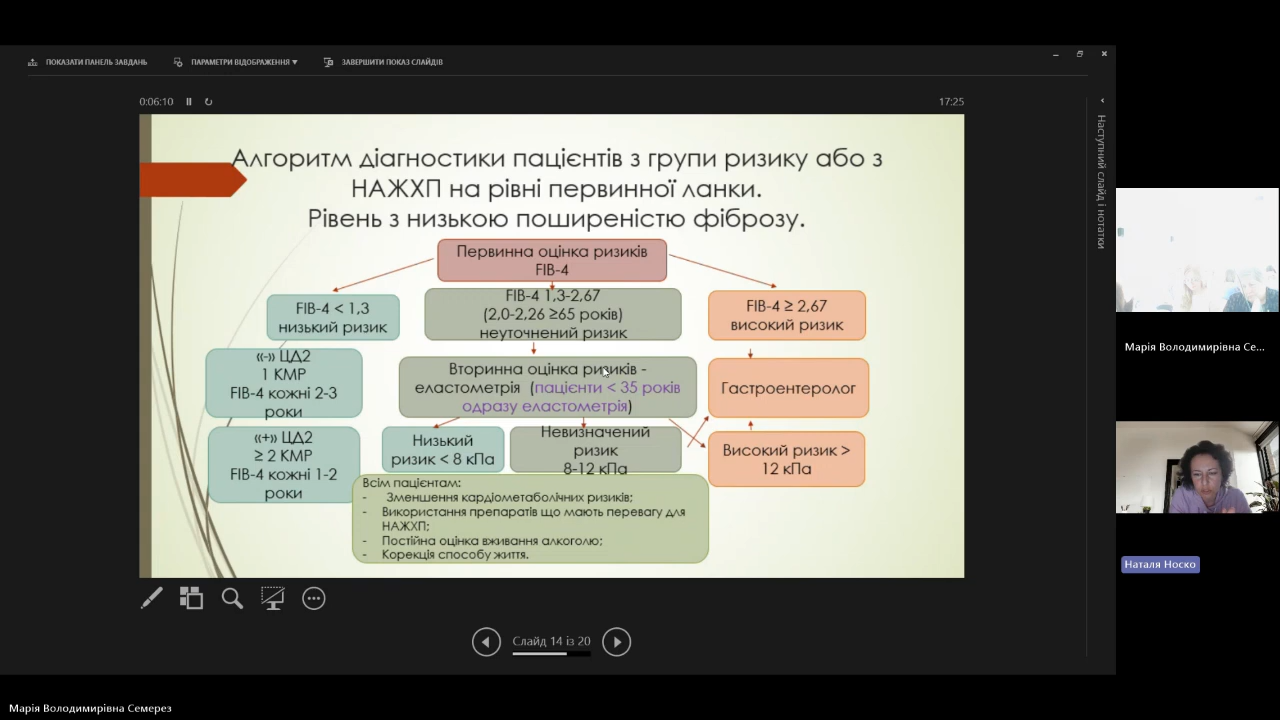 ПОКАЗАТИ ПАНЕЛЬ ЗАВДАНЬ
ПАРАМЕТРИ ВІДОБРАЖЕННЯ
ЗАВЕРШИТИ ПОКАЗ СЛАЙДІВ
0:06:10
17:25
Наступний слайд і нотатки
Алгоритм діагностики пацієнтів з групи ризику або з
НАЖХП на рівні первинної ланки.
Рівень з низькою поширеністю фіброзу.
Первинна оцінка ризиків
FIB-4
FIB-4 < 1,3
низький ризик
FIB-4 1,3-2,67
(2,0-2,26 ≥65 років)
неуточнений ризик
FIB-4 ≥ 2,67
високий ризик
«-» ЦД2
1 КМР
FIB-4 кожні 2-3
роки
Вторинна оцінка ризиків -
еластометрія (пацієнти < 35 років
одразу еластометрія)
Гастроентеролог
«+» ЦД2
≥ 2 КМР
FIB-4 кожні 1-2
роки
Низький
ризик < 8 кПа
Невизначений
ризик
8-12 кПа
Високий ризик >
12 кПа
Всім пацієнтам:
- Зменшення кардіометаболічних ризиків;
- Використання препаратів що мають перевагу для
НАЖХП;
- Постійна оцінка вживання алкоголю;
- Корекція способу життя.
Слайд 14 із 20
Марія Володимирівна Се...
Наталя Носко
Марія Володимирівна Семерез